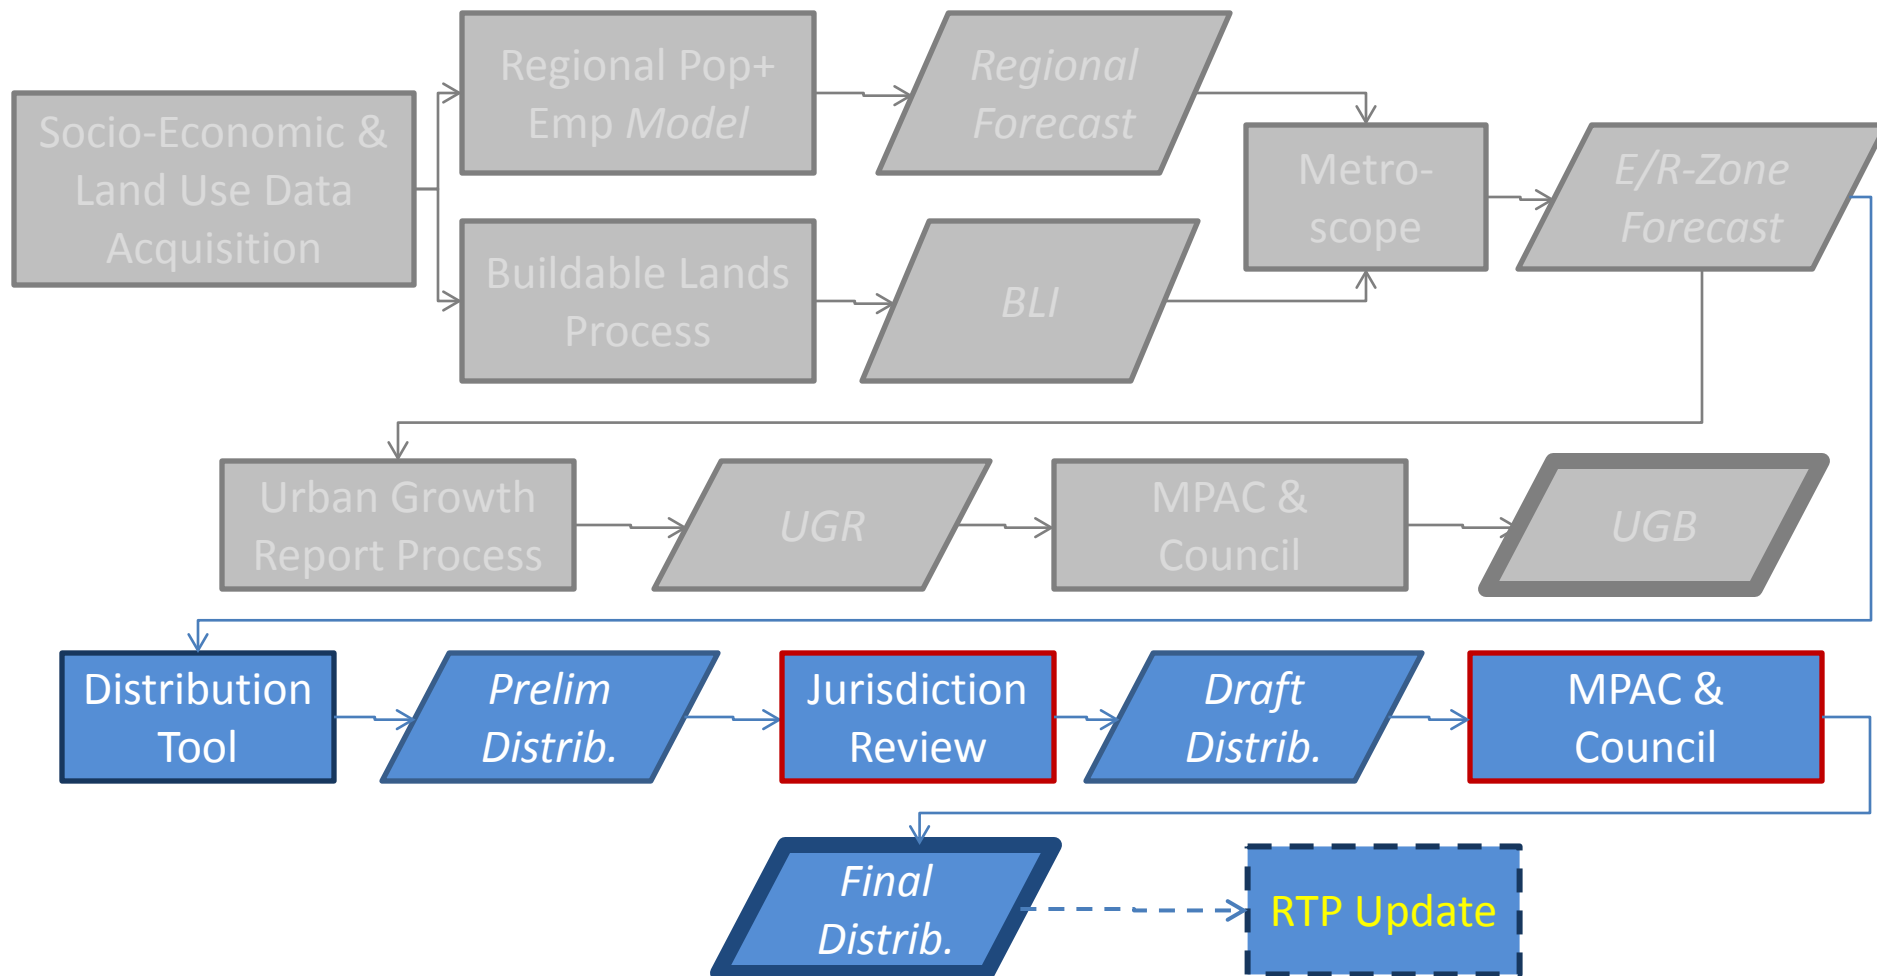 Regional Pop+
Emp Model
Regional
Forecast
Socio-Economic &
Land Use Data
Acquisition
Metro-
scope
E/R-Zone
Forecast
Buildable Lands
Process
BLI
Urban Growth
Report Process
UGR
MPAC &
Council
UGB
Distribution
Tool
Prelim
Distrib.
Jurisdiction
Review
Draft
Distrib.
MPAC &
Council
Final
Distrib.
RTP Update